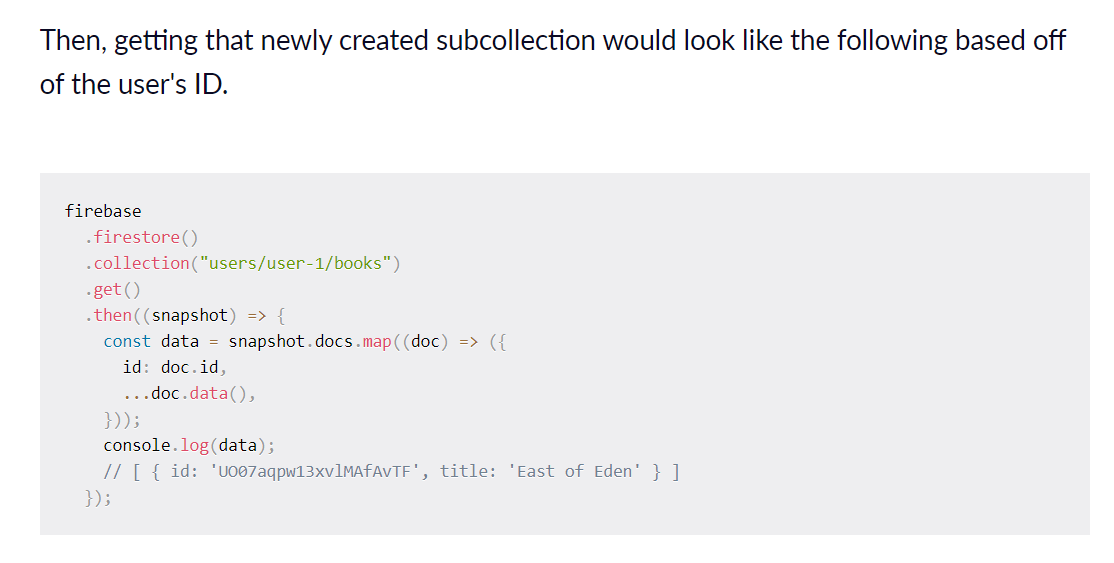 Then, getting that newly created subcollection would look like the following based off
of the user's ID.
firebase
  .firestore()
  .collection("users/user-1/books")
  .get()
  .then((snapshot) => {
    const data = snapshot.docs.map((doc) => ({
      id: doc.id,
      ...doc.data(),
    }));
    console.log(data);
    // [ { id: 'UO07aqpw13xvlMAfAvTF', title: 'East of Eden' } ]
  });